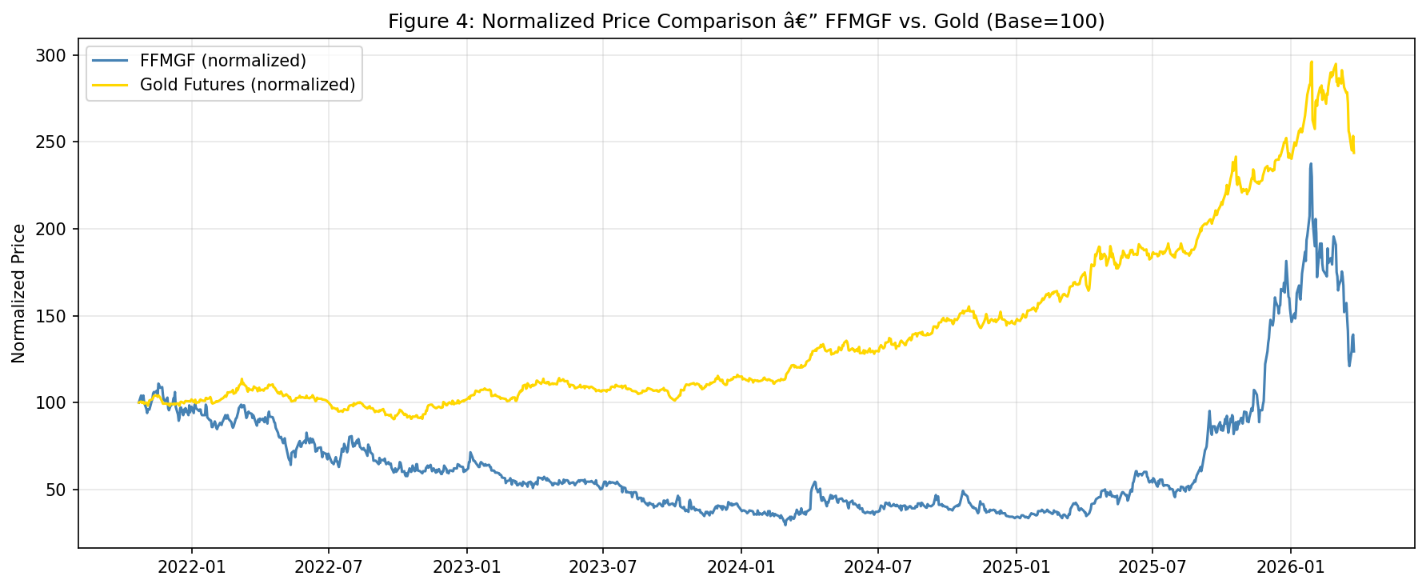 Figure 4: Normalized Price Comparison â€” FFMGF vs. Gold (Base=100)
FFMGF (normalized)
Gold Futures (normalized)
Normalized Price
300
250
200
150
100
50
2022-01 2022-07 2023-01 2023-07 2024-01 2024-07 2025-01 2025-07 2026-01